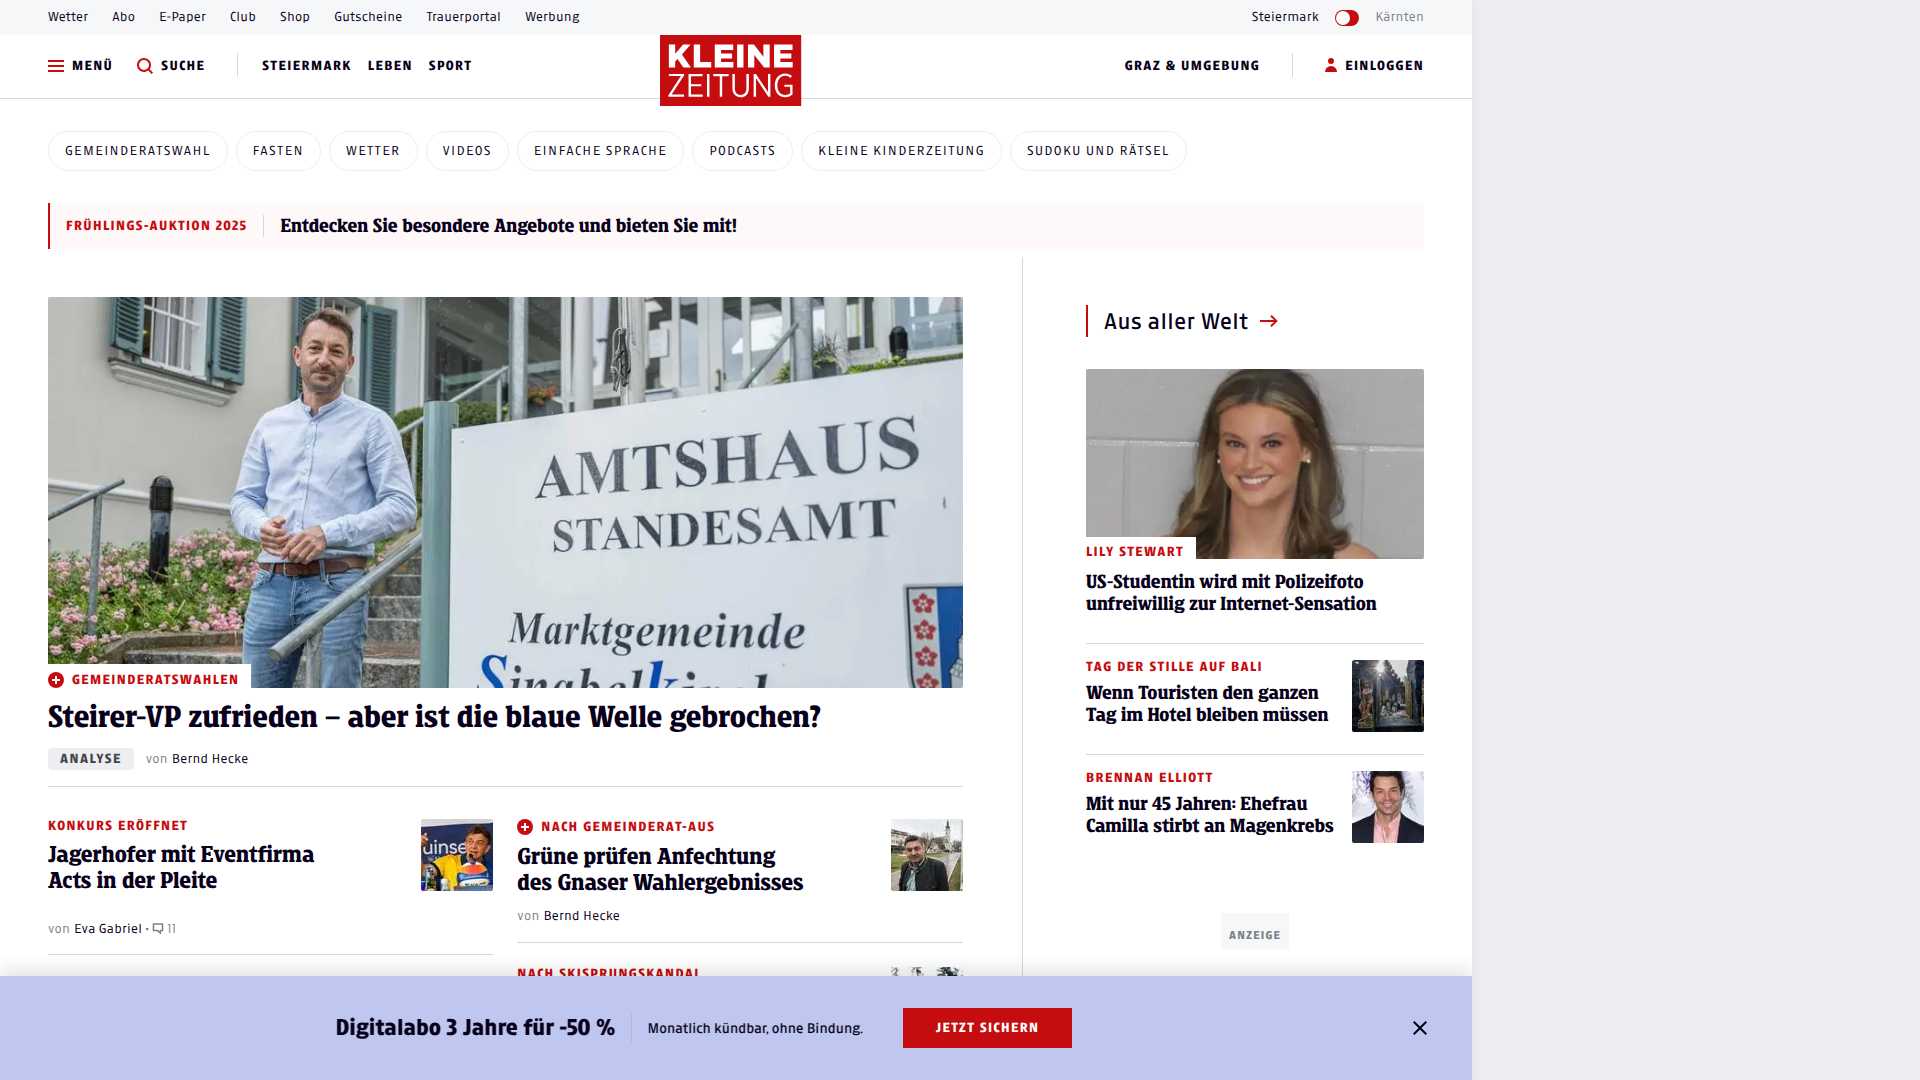 Wetter Abo E-Paper Club Shop Gutscheine Trauerportal Werbung Steiermark Kärnten
MENÜ SUCHE STEIERMARK LEBEN SPORT KLEINE ZEITUNG GRAZ & UMGEBUNG EINLOGGEN
GEMEINDERATSWAHL FASTEN WETTER VIDEOS EINFACHE SPRACHE PODCASTS KLEINE KINDERZEITUNG SUDOKU UND RÄTSEL
FRÜHLINGS-AUKTION 2025 Entdecken Sie besondere Angebote und bieten Sie mit!
AMTSHAUS
STANDESAMT
Marktgemeinde
GEMEINDERATSWAHLEN
Steirer-VP zufrieden – aber ist die blaue Welle gebrochen?
ANALYSE von Bernd Hecke
KONKURS ERÖFFNET
Jagerhofer mit Eventfirma
Acts in der Pleite
von Eva Gabriel · 11
NACH GEMEINDERAT-AUS
Grüne prüfen Anfechtung
des Gnaser Wahlergebnisses
von Bernd Hecke
NACH SKISPRUNGSKANDAL
Aus aller Welt
LILY STEWART
US-Studentin wird mit Polizeifoto
unfreiwillig zur Internet-Sensation
TAG DER STILLE AUF BALI
Wenn Touristen den ganzen
Tag im Hotel bleiben müssen
BRENNAN ELLIOTT
Mit nur 45 Jahren: Ehefrau
Camilla stirbt an Magenkrebs
ANZEIGE
Digitalabo 3 Jahre für -50 % Monatlich kündbar, ohne Bindung. JETZT SICHERN